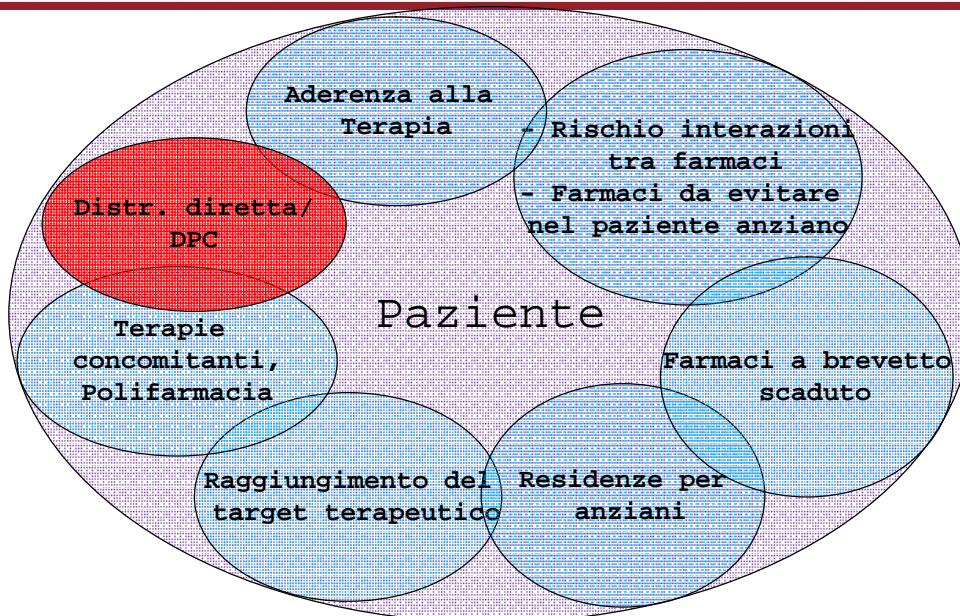 Aderenza alla
Terapia
- Rischio interazioni
tra farmaci
- Farmaci da evitare
nel paziente anziano
Distr. diretta/
DPC
Paziente
Terapie
concomitanti,
Polifarmacia
Farmaci a brevetto
scaduto
Raggiungimento del
target terapeutico
Residenze per
anziani